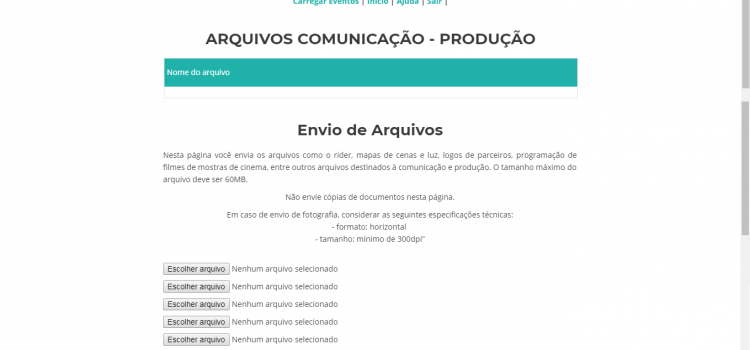 Carregar Eventos | Início | Ajuda | Sair |
ARQUIVOS COMUNICAÇÃO - PRODUÇÃO
Nome do arquivo
Envio de Arquivos
Nesta página você envia os arquivos como o rider, mapas de cenas e luz, logos de parceiros, programação de
filmes de mostras de cinema, entre outros arquivos destinados à comunicação e produção. O tamanho máximo do
arquivo deve ser 60MB.
Não envie cópias de documentos nesta página.
Em caso de envio de fotografia, considerar as seguintes especificações técnicas:
- formato: horizontal
- tamanho: mínimo de 300dpi"
Escolher arquivo Nenhum arquivo selecionado
Escolher arquivo Nenhum arquivo selecionado
Escolher arquivo Nenhum arquivo selecionado
Escolher arquivo Nenhum arquivo selecionado
Escolher arquivo Nenhum arquivo selecionado